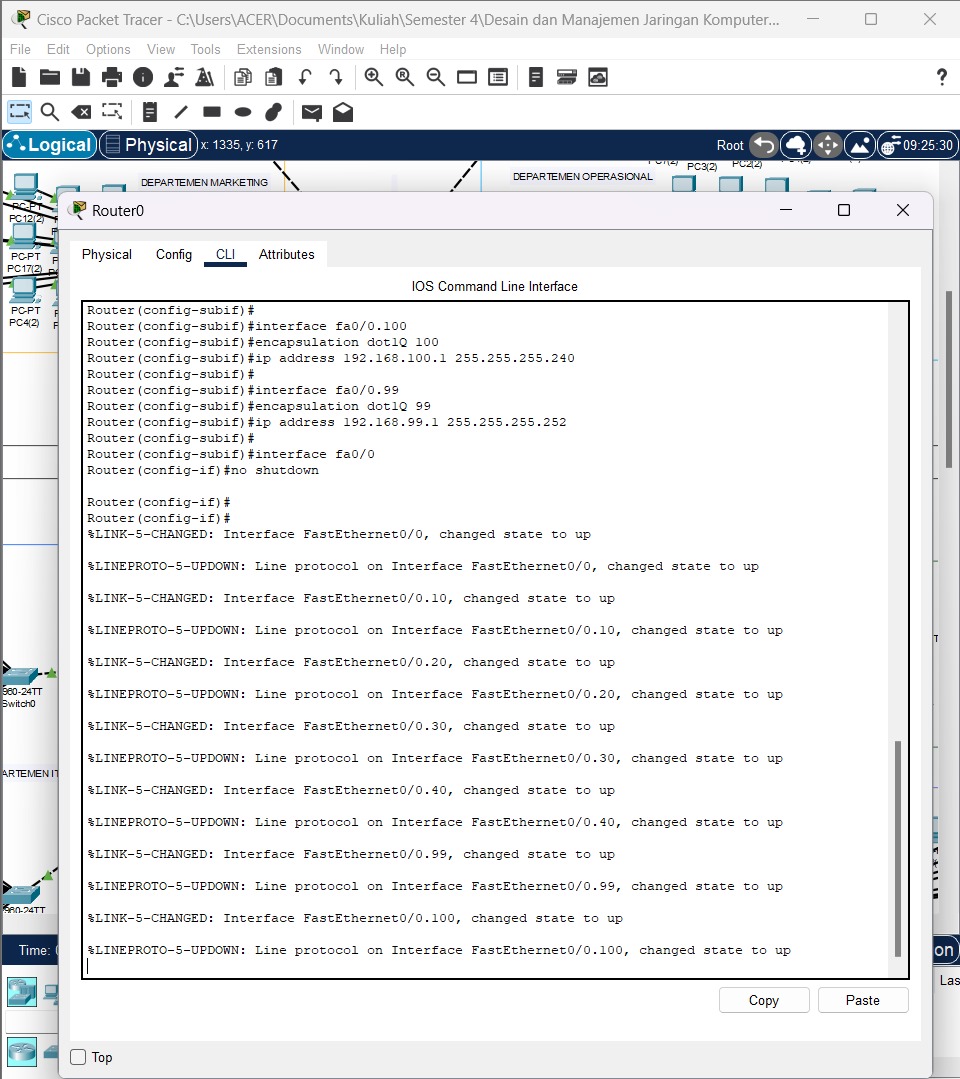 Cisco Packet Tracer - C:\Users\ACER\Documents\Kuliah\Semester 4\Desain dan Manajemen Jaringan Komputer...
File Edit Options View Tools Extensions Window Help
?
Logical Physical x: 1335, y: 617 Root 09:25:30
DEPARTEMEN MARKETING
DEPARTEMEN OPERASIONAL
PC3(2)
PC2(2)
PC-PT
PC12(2)
PC-PT
PC17(2)
PC-PT
PC4(2)
960-24TT
Switch0
ARTEMEN IT
960-24TT
Time:
Router0
Physical Config CLI Attributes
IOS Command Line Interface
Router(config-subif)#
Router(config-subif)#interface fa0/0.100
Router(config-subif)#encapsulation dot1Q 100
Router(config-subif)#ip address 192.168.100.1 255.255.255.240
Router(config-subif)#
Router(config-subif)#interface fa0/0.99
Router(config-subif)#encapsulation dot1Q 99
Router(config-subif)#ip address 192.168.99.1 255.255.255.252
Router(config-subif)#
Router(config-subif)#interface fa0/0
Router(config-if)#no shutdown
Router(config-if)#
Router(config-if)#
%LINK-5-CHANGED: Interface FastEthernet0/0, changed state to up
%LINEPROTO-5-UPDOWN: Line protocol on Interface FastEthernet0/0, changed state to up
%LINK-5-CHANGED: Interface FastEthernet0/0.10, changed state to up
%LINEPROTO-5-UPDOWN: Line protocol on Interface FastEthernet0/0.10, changed state to up
%LINK-5-CHANGED: Interface FastEthernet0/0.20, changed state to up
%LINEPROTO-5-UPDOWN: Line protocol on Interface FastEthernet0/0.20, changed state to up
%LINK-5-CHANGED: Interface FastEthernet0/0.30, changed state to up
%LINEPROTO-5-UPDOWN: Line protocol on Interface FastEthernet0/0.30, changed state to up
%LINK-5-CHANGED: Interface FastEthernet0/0.40, changed state to up
%LINEPROTO-5-UPDOWN: Line protocol on Interface FastEthernet0/0.40, changed state to up
%LINK-5-CHANGED: Interface FastEthernet0/0.99, changed state to up
%LINEPROTO-5-UPDOWN: Line protocol on Interface FastEthernet0/0.99, changed state to up
%LINK-5-CHANGED: Interface FastEthernet0/0.100, changed state to up
%LINEPROTO-5-UPDOWN: Line protocol on Interface FastEthernet0/0.100, changed state to up
Copy Paste
Top
on
Las